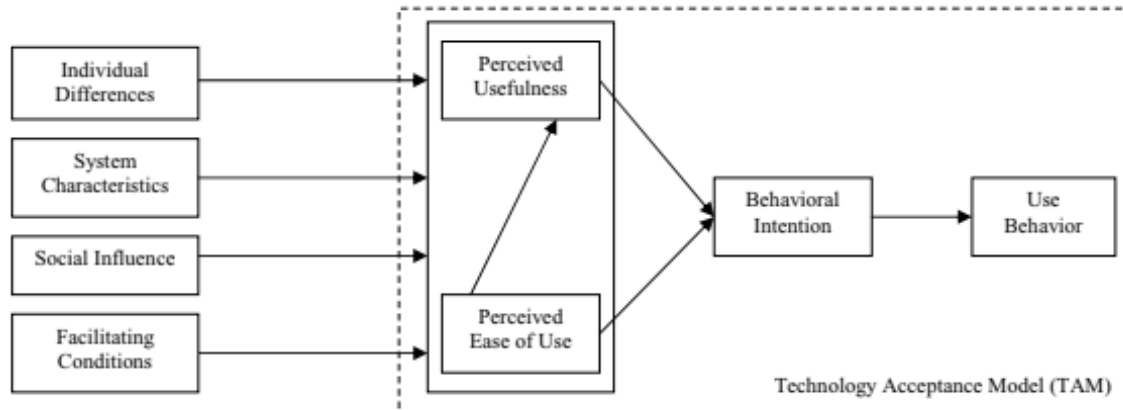 Individual
Differences
System
Characteristics
Social Influence
Facilitating
Conditions
Perceived
Usefulness
Perceived
Ease of Use
Behavioral
Intention
Use
Behavior
Technology Acceptance Model (TAM)